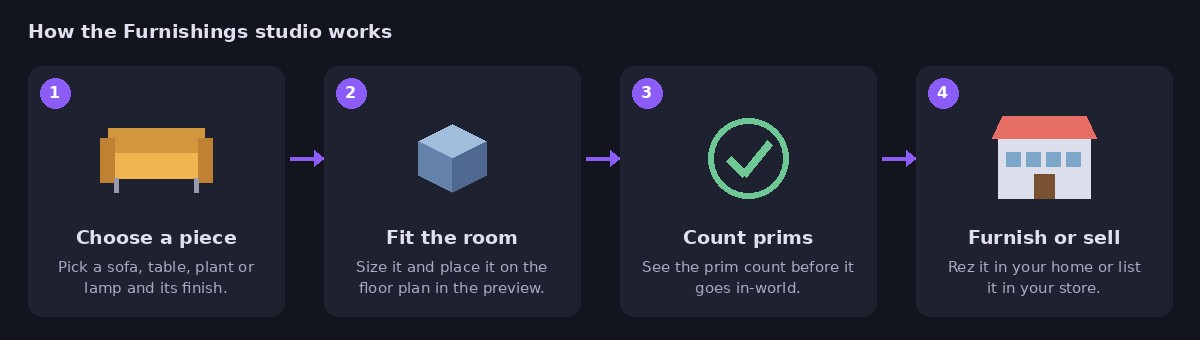 How the Furnishings studio works
1
Choose a piece
Pick a sofa, table, plant or
lamp and its finish.
2
Fit the room
Size it and place it on the
floor plan in the preview.
3
Count prims
See the prim count before it
goes in-world.
4
Furnish or sell
Rez it in your home or list
it in your store.